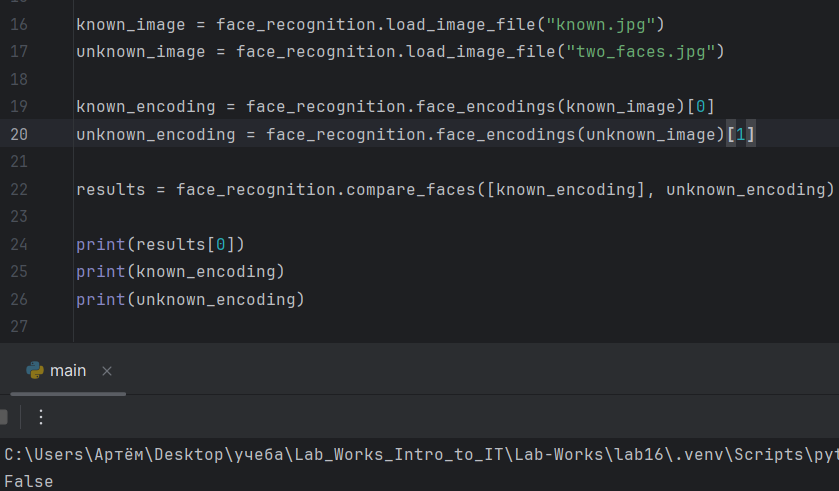 16 known_image = face_recognition.load_image_file("known.jpg")
17 unknown_image = face_recognition.load_image_file("two_faces.jpg")
18
19 known_encoding = face_recognition.face_encodings(known_image)[0]
20 unknown_encoding = face_recognition.face_encodings(unknown_image)[1]
21
22 results = face_recognition.compare_faces([known_encoding], unknown_encoding)
23
24 print(results[0])
25 print(known_encoding)
26 print(unknown_encoding)
27
main
C:\Users\Артём\Desktop\учеба\Lab_Works_Intro_to_IT\Lab-Works\lab16\.venv\Scripts\pyt
False